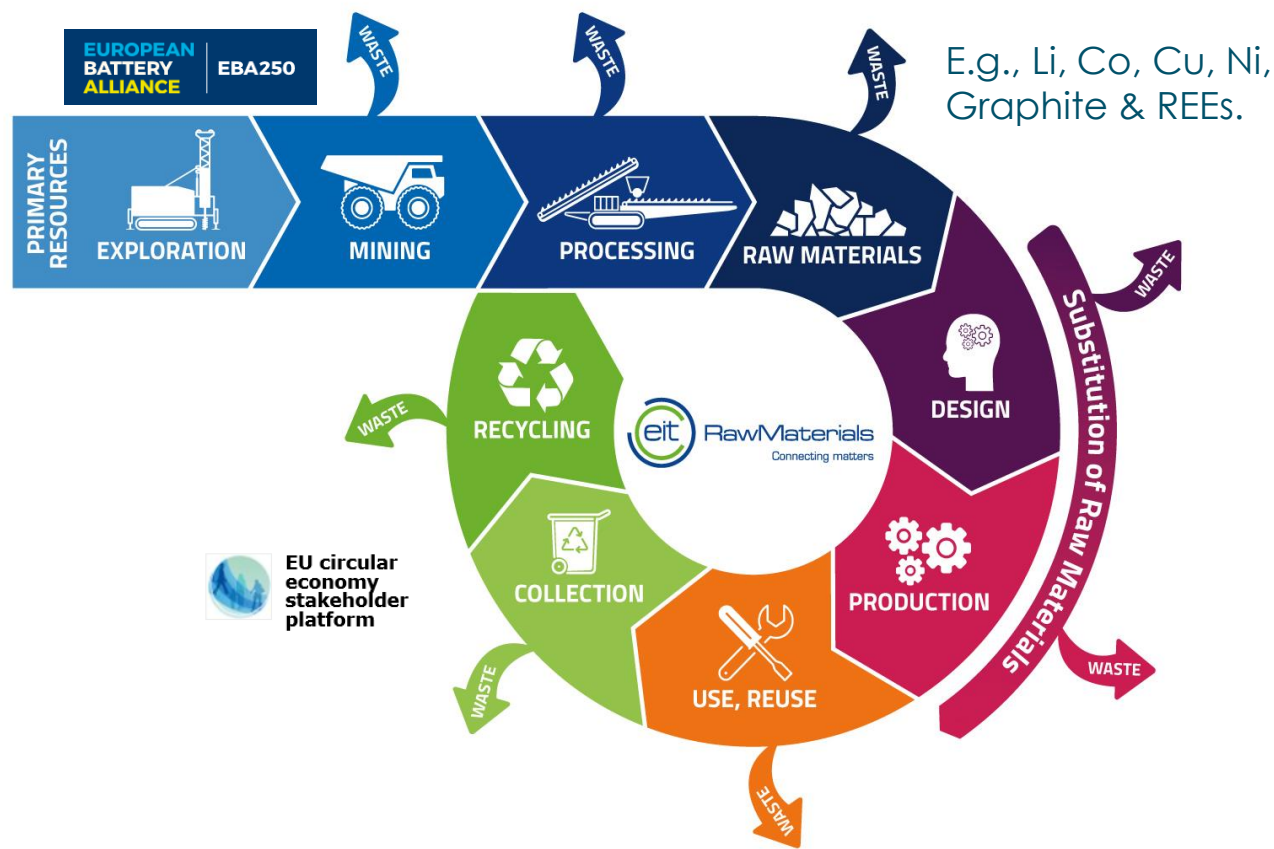 EUROPEAN
BATTERY
ALLIANCE
EBA250
WASTE
WASTE
WASTE
E.g., Li, Co, Cu, Ni,
Graphite & REEs.
PRIMARY
RESOURCES
EXPLORATION
MINING
PROCESSING
RAW MATERIALS
WASTE
Substitution of Raw Materials
DESIGN
RECYCLING
WASTE
eit RawMaterials
Connecting matters
EU circular
economy
stakeholder
platform
COLLECTION
PRODUCTION
WASTE
WASTE
USE, REUSE
WASTE